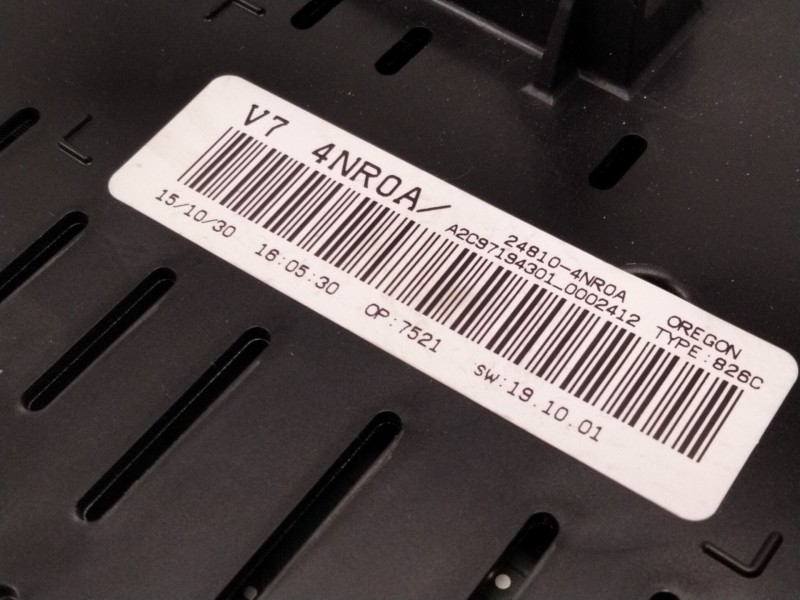 V7 4NR0A/
24810-4NR0A OREGON
A2C97194301_0002412 TYPE:826C
15/10/30 16:05:30 OP:7521 SW:19.10.01